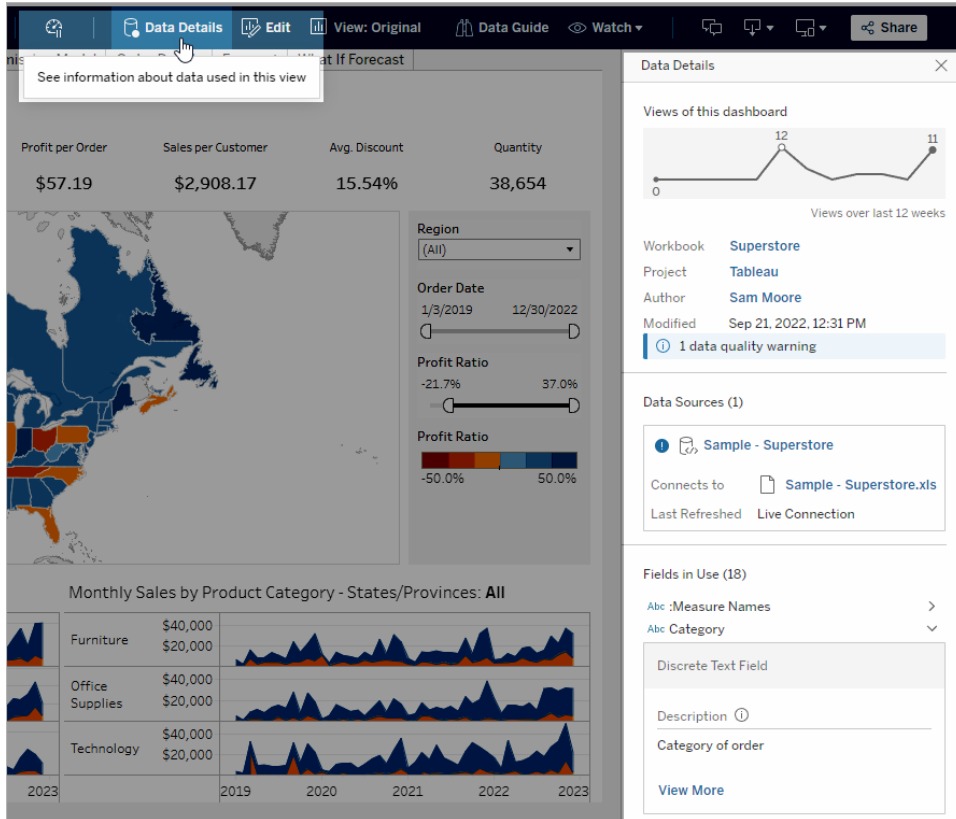 Data Details
Edit
View: Original
Data Guide
Watch
Share
See information about data used in this view
at If Forecast
Profit per Order
Sales per Customer
Avg. Discount
Quantity
$57.19
$2,908.17
15.54%
38,654
Region
(All)
Order Date
1/3/2019
12/30/2022
Profit Ratio
-21.7%
37.0%
Profit Ratio
-50.0%
50.0%
Monthly Sales by Product Category - States/Provinces: All
Furniture
$40,000
$20,000
Office
Supplies
$40,000
$20,000
Technology
$40,000
$20,000
2023
2019
2020
2021
2022
2023
Data Details
Views of this dashboard
12
11
0
Views over last 12 weeks
Workbook Superstore
Project Tableau
Author Sam Moore
Modified Sep 21, 2022, 12:31 PM
1 data quality warning
Data Sources (1)
Sample - Superstore
Connects to Sample - Superstore.xls
Last Refreshed Live Connection
Fields in Use (18)
Abc :Measure Names
Abc Category
Discrete Text Field
Description
Category of order
View More